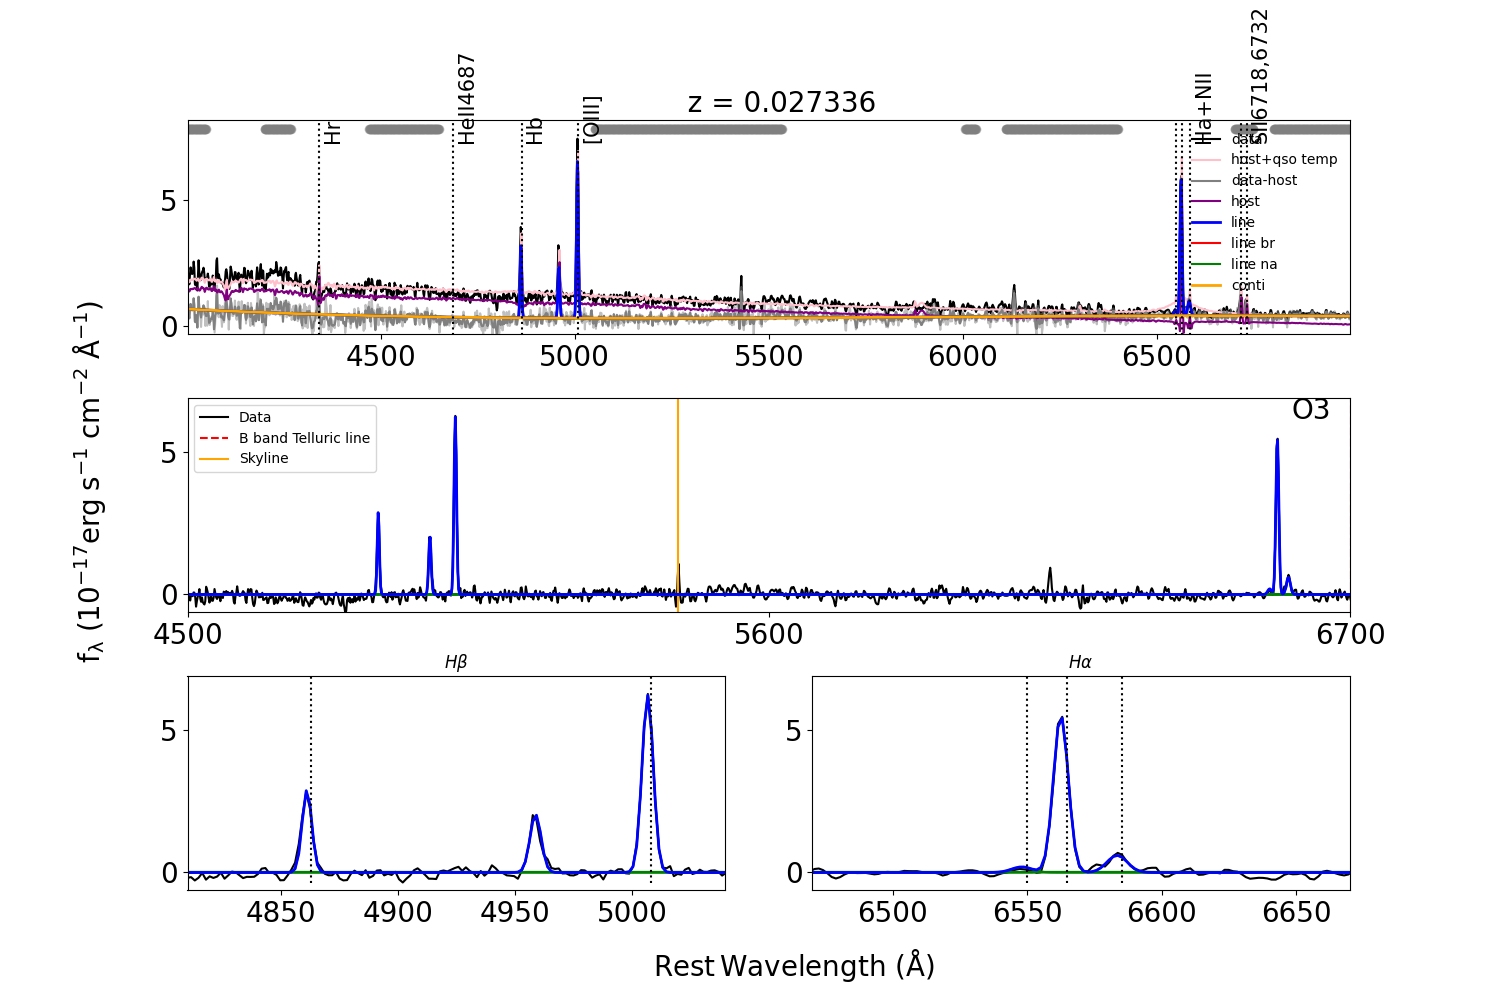 z = 0.027336
Hr
HeII4687
Hb
[OIII]
Ha+NII
SII6718,6732
data
host+qso temp
data-host
host
line
line br
line na
conti
5
0
4500
5000
5500
6000
6500
f_λ (10⁻¹⁷erg s⁻¹ cm⁻² Å⁻¹)
Data
B band Telluric line
Skyline
O3
5
0
4500
5600
6700
Hβ
5
0
4850
4900
4950
5000
Hα
5
0
6500
6550
6600
6650
Rest Wavelength (Å)